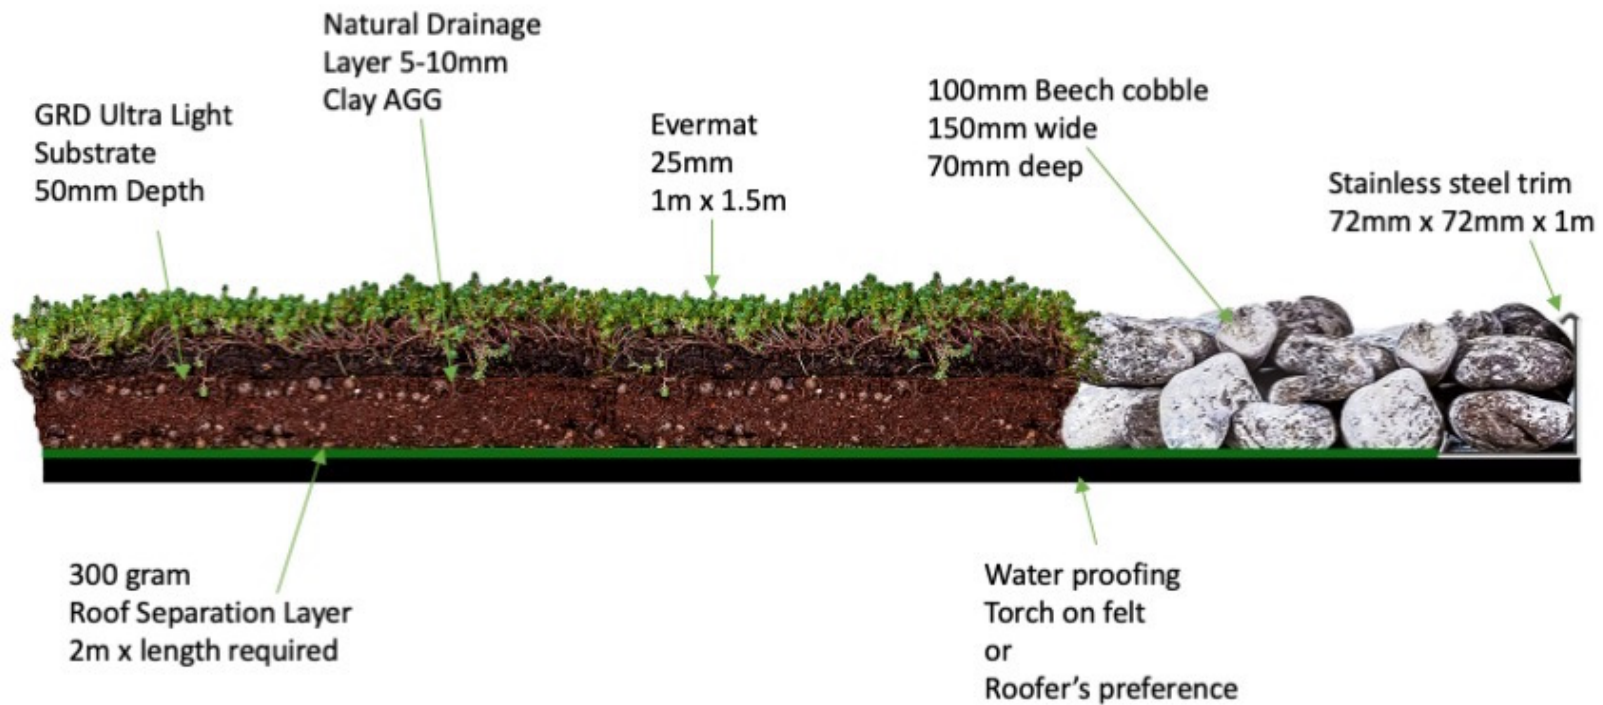 Natural Drainage
Layer 5-10mm
Clay AGG
GRD Ultra Light
Substrate
50mm Depth
Evermat
25mm
1m x 1.5m
100mm Beech cobble
150mm wide
70mm deep
Stainless steel trim
72mm x 72mm x 1m
300 gram
Roof Separation Layer
2m x length required
Water proofing
Torch on felt
or
Roofer's preference